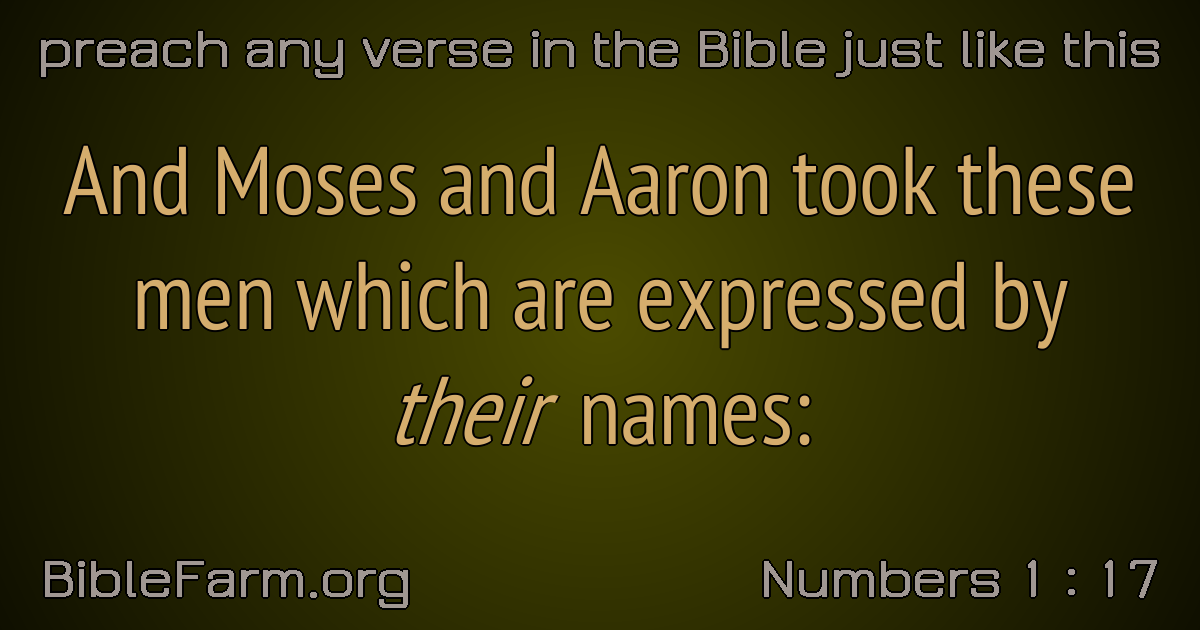 preach any verse in the Bible just like this
And Moses and Aaron took these
men which are expressed by
their names:
BibleFarm.org
Numbers 1 : 17